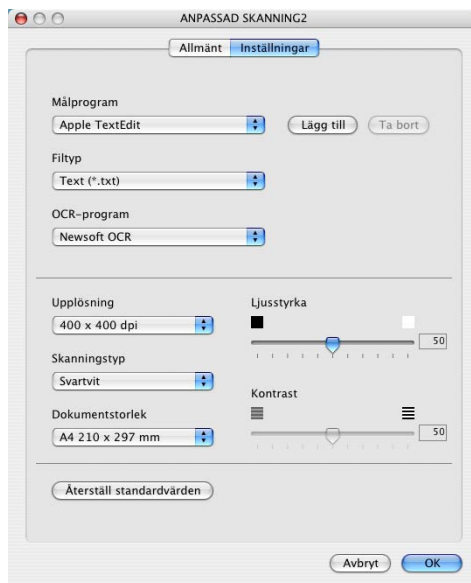 ANPASSAD SKANNING2
Allmänt Inställningar
Målprogram
Apple TextEdit Lägg till Ta bort
Filtyp
Text (*.txt)
OCR-program
Newsoft OCR
Upplösning Ljusstyrka
400 x 400 dpi 50
Skanningstyp
Svartvit Kontrast
Dokumentstorlek
A4 210 x 297 mm 50
Återställ standardvärden
Avbryt OK